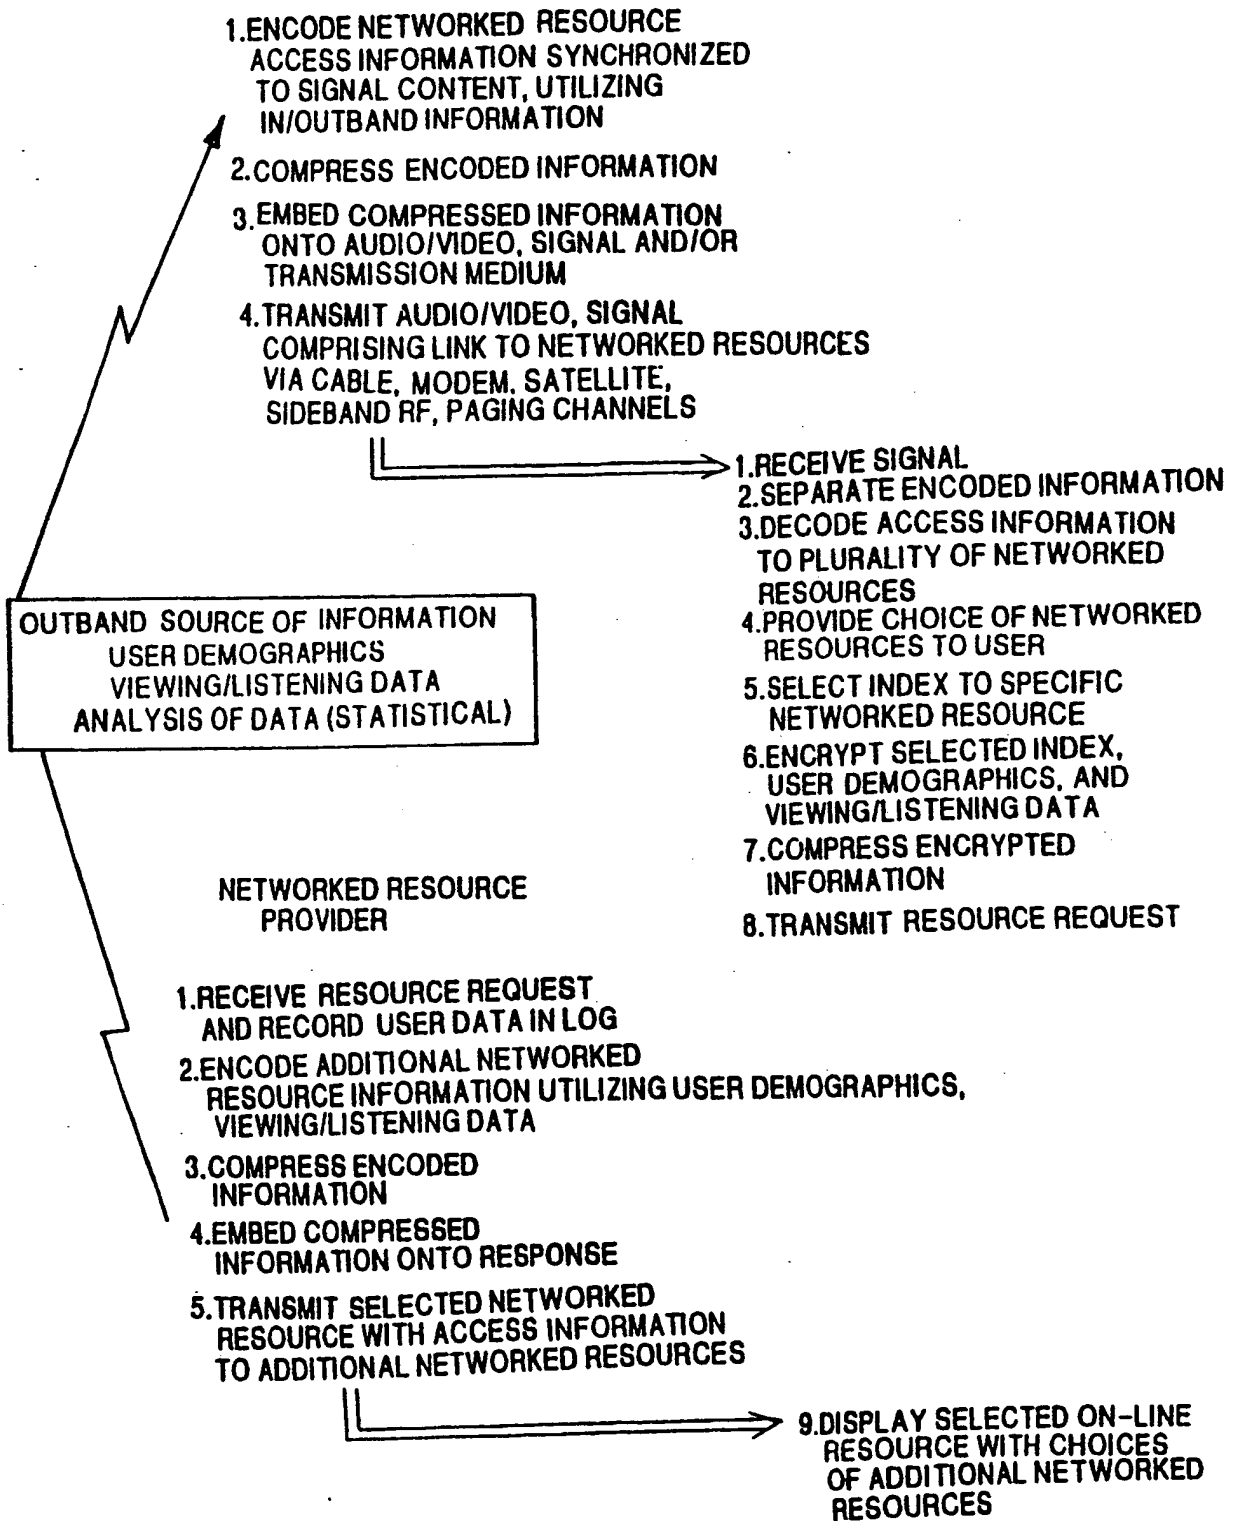 1.ENCODE NETWORKED RESOURCE
ACCESS INFORMATION SYNCHRONIZED
TO SIGNAL CONTENT, UTILIZING
IN/OUTBAND INFORMATION
2.COMPRESS ENCODED INFORMATION
3.EMBED COMPRESSED INFORMATION
ONTO AUDIO/VIDEO, SIGNAL AND/OR
TRANSMISSION MEDIUM
4.TRANSMIT AUDIO/VIDEO, SIGNAL
COMPRISING LINK TO NETWORKED RESOURCES
VIA CABLE, MODEM. SATELLITE,
SIDEBAND RF, PAGING CHANNELS
1.RECEIVE SIGNAL
2.SEPARATE ENCODED INFORMATION
3.DECODE ACCESS INFORMATION
TO PLURALITY OF NETWORKED
RESOURCES
4.PROVIDE CHOICE OF NETWORKED
RESOURCES TO USER
5.SELECT INDEX TO SPECIFIC
NETWORKED RESOURCE
6.ENCRYPT SELECTED INDEX,
USER DEMOGRAPHICS, AND
VIEWING/LISTENING DATA
7.COMPRESS ENCRYPTED
INFORMATION
8.TRANSMIT RESOURCE REQUEST
OUTBAND SOURCE OF INFORMATION
USER DEMOGRAPHICS
VIEWING/LISTENING DATA
ANALYSIS OF DATA (STATISTICAL)
NETWORKED RESOURCE
PROVIDER
1.RECEIVE RESOURCE REQUEST
AND RECORD USER DATA IN LOG
2.ENCODE ADDITIONAL NETWORKED
RESOURCE INFORMATION UTILIZING USER DEMOGRAPHICS,
VIEWING/LISTENING DATA
3.COMPRESS ENCODED
INFORMATION
4.EMBED COMPRESSED
INFORMATION ONTO RESPONSE
5.TRANSMIT SELECTED NETWORKED
RESOURCE WITH ACCESS INFORMATION
TO ADDITIONAL NETWORKED RESOURCES
9.DISPLAY SELECTED ON-LINE
RESOURCE WITH CHOICES
OF ADDITIONAL NETWORKED
RESOURCES